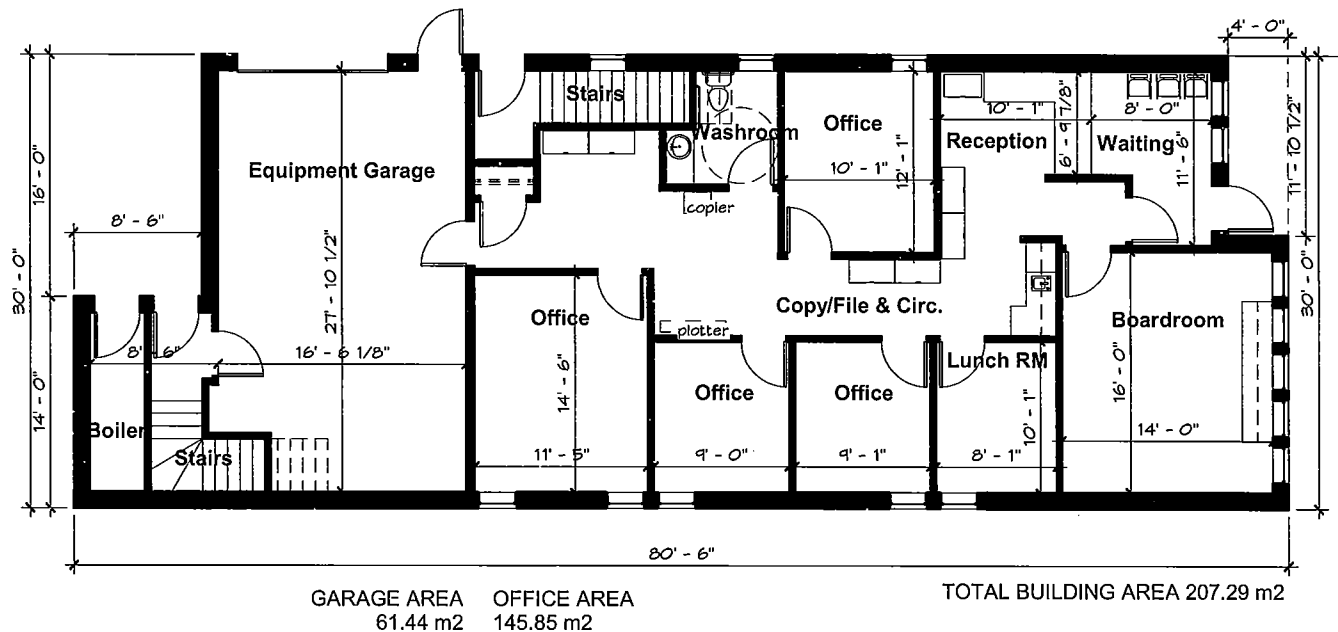 4' - 0"
Stairs
Washroom
Office
10' - 1"
6' - 9 7/8"
8' - 0"
Reception
Waiting
11' - 6"
11' - 10 1/2"
16' - 0"
Equipment Garage
10' - 1"
12' - 1"
copier
8' - 6"
30' - 0"
27' - 10 1/2"
30' - 0"
Copy/File & Circ.
Office
plotter
Boardroom
8' - 6"
16' - 6 1/8"
Lunch RM
14' - 0"
14' - 6"
Office
Office
16' - 0"
10' - 1"
Boiler
Stairs
14' - 0"
11' - 5"
9' - 0"
9' - 1"
8' - 1"
80' - 6"
GARAGE AREA
61.44 m2
OFFICE AREA
145.85 m2
TOTAL BUILDING AREA 207.29 m2